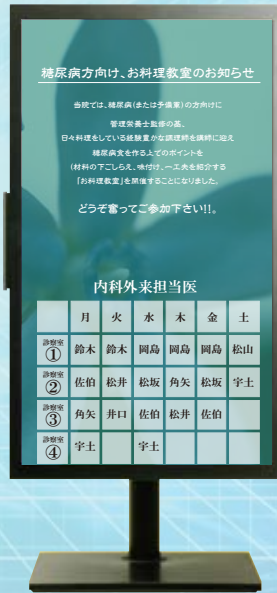 糖尿病方向け、お料理教室のお知らせ
当院では、糖尿病(または予備軍)の方向けに
管理栄養士監修の基、
日々料理をしている経験豊かな調理師を講師に迎え
糖尿病食を作る上でのポイントを
(材料の下ごしらえ、味付け、一工夫を紹介する
「お料理教室」を開催することになりました。
どうぞ奮ってご参加下さい!!。
内科外来担当医
月 火 水 木 金 土
診察室① 鈴木 鈴木 岡島 岡島 岡島 松山
診察室② 佐伯 松井 松坂 角矢 松坂 宇土
診察室③ 角矢 井口 佐伯 松井 佐伯
診察室④ 宇土 宇土